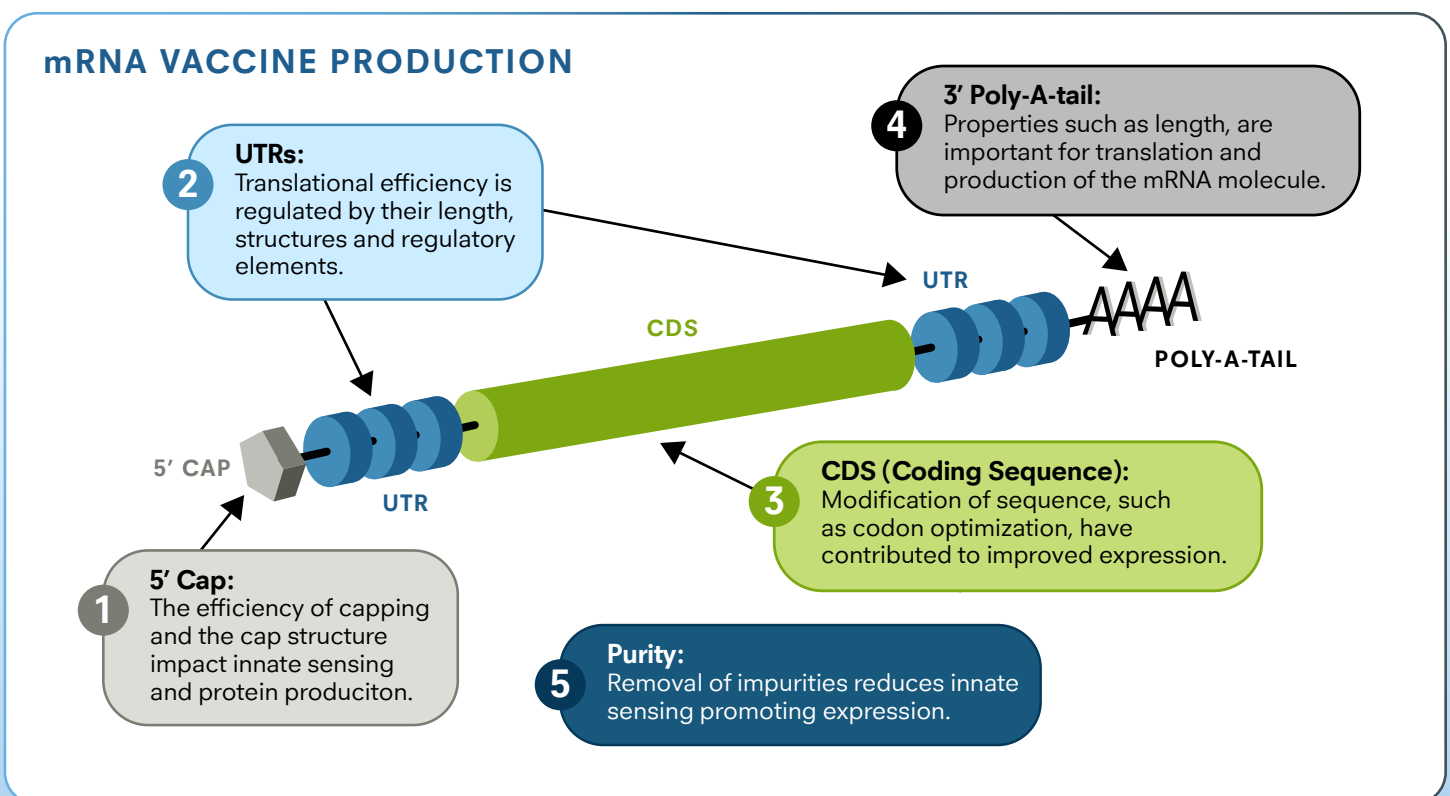 mRNA VACCINE PRODUCTION
1
5′ Cap:
The efficiency of capping
and the cap structure
impact innate sensing
and protein produciton.
2
UTRs:
Translational efficiency is
regulated by their length,
structures and regulatory
elements.
3
CDS (Coding Sequence):
Modification of sequence, such
as codon optimization, have
contributed to improved expression.
4
3′ Poly-A-tail:
Properties such as length, are
important for translation and
production of the mRNA molecule.
5
Purity:
Removal of impurities reduces innate
sensing promoting expression.
5′ CAP
UTR
CDS
UTR
AAAA
POLY-A-TAIL